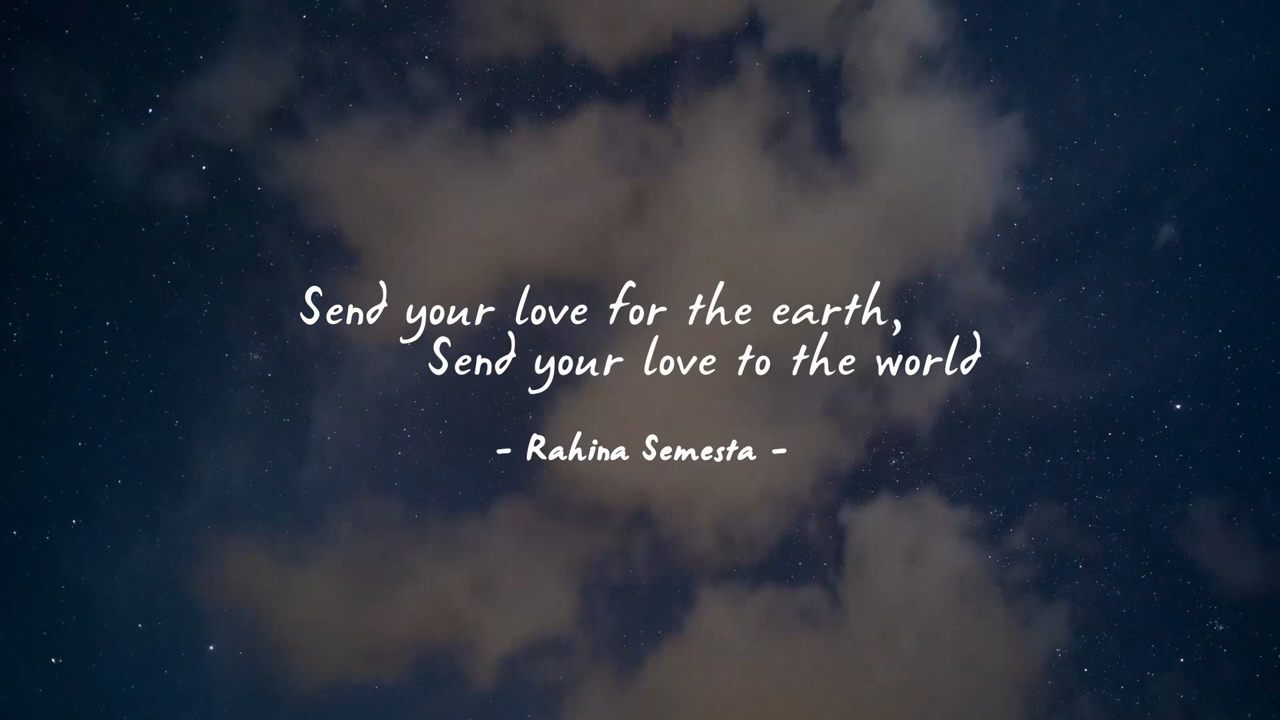 Send your love for the earth,
Send your love to the world
- Rahina Semesta -